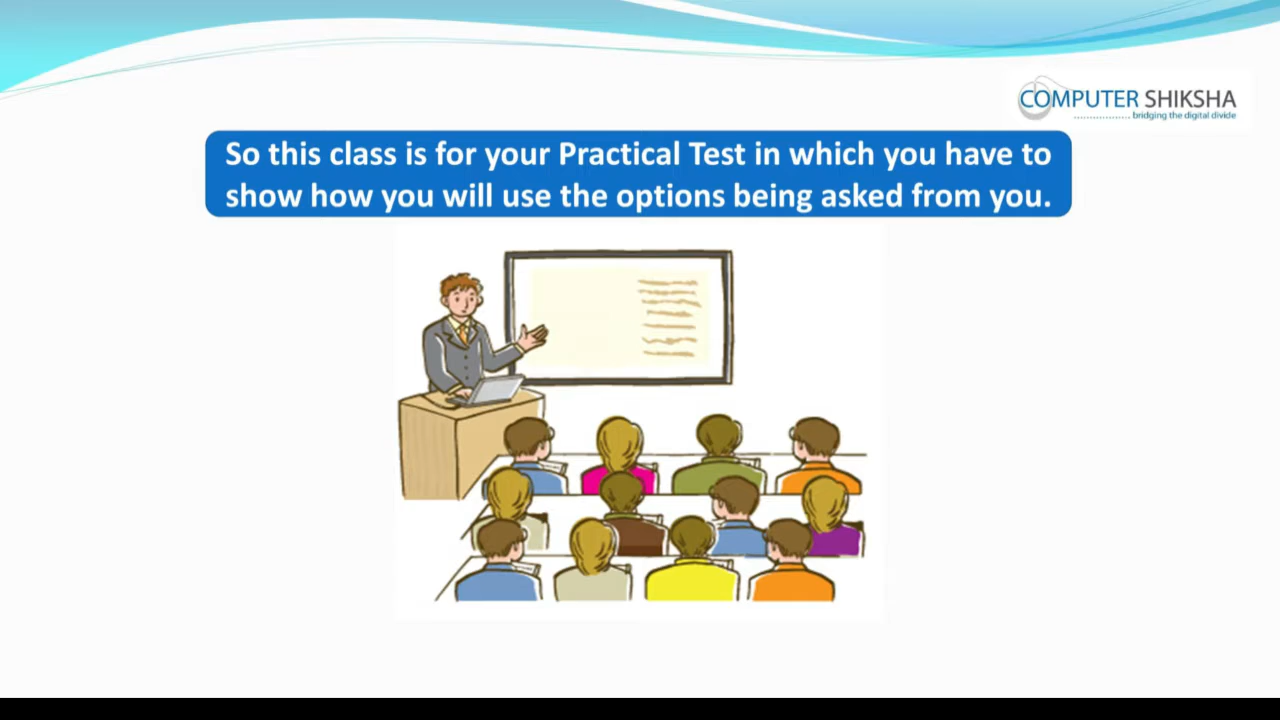 COMPUTER SHIKSHA
bridging the digital divide
So this class is for your Practical Test in which you have to
show how you will use the options being asked from you.